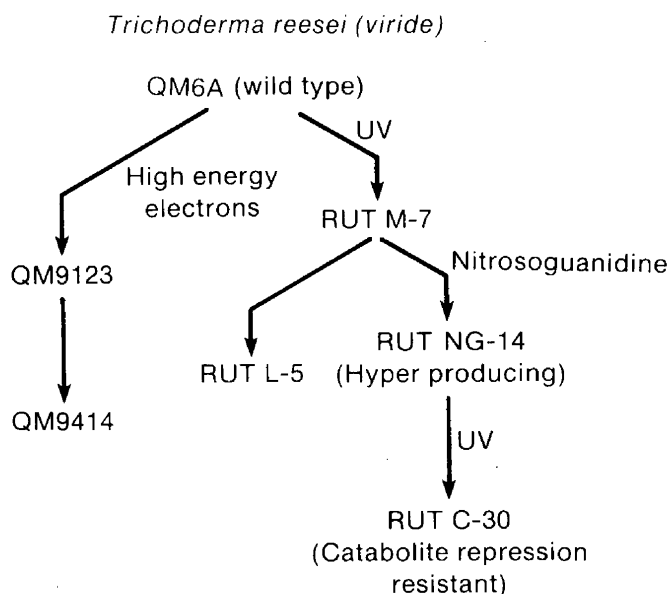 Trichoderma reesei (viride)
QM6A (wild type)
UV
High energy
electrons
RUT M-7
QM9123
Nitrosoguanidine
RUT L-5
RUT NG-14
(Hyper producing)
QM9414
UV
RUT C-30
(Catabolite repression
resistant)